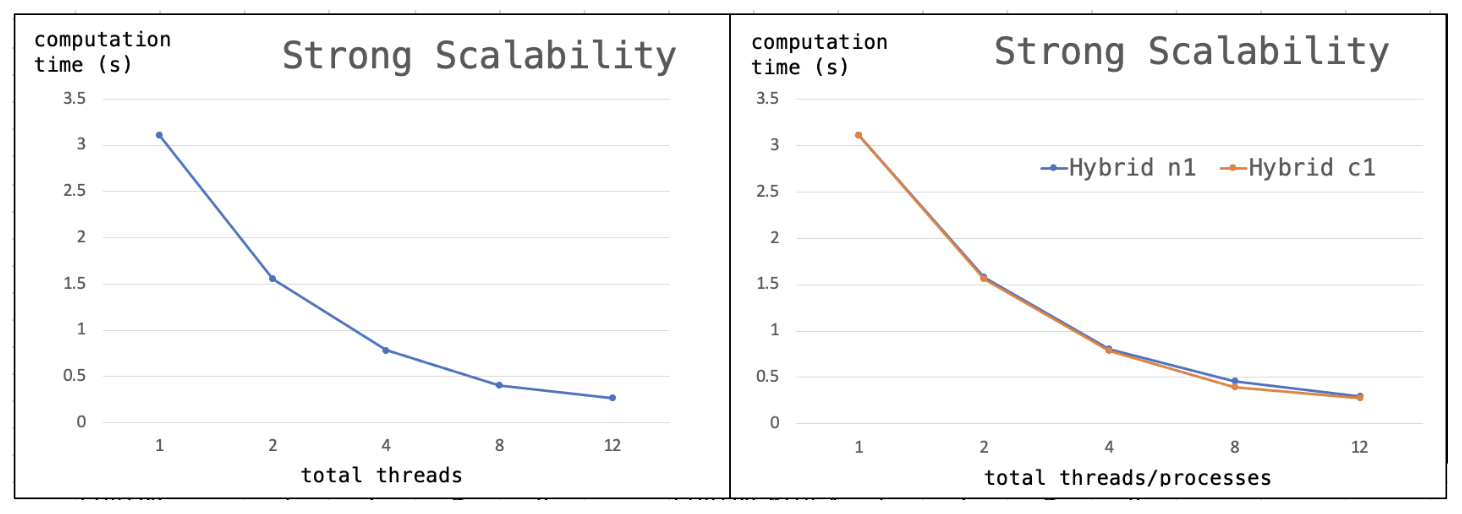 computation
time (s)
Strong Scalability
3.5
3
2.5
2
1.5
1
0.5
0
1 2 4 8 12
total threads
computation
time (s)
Strong Scalability
3.5
3
2.5
2
1.5
1
0.5
0
Hybrid n1 Hybrid c1
1 2 4 8 12
total threads/processes